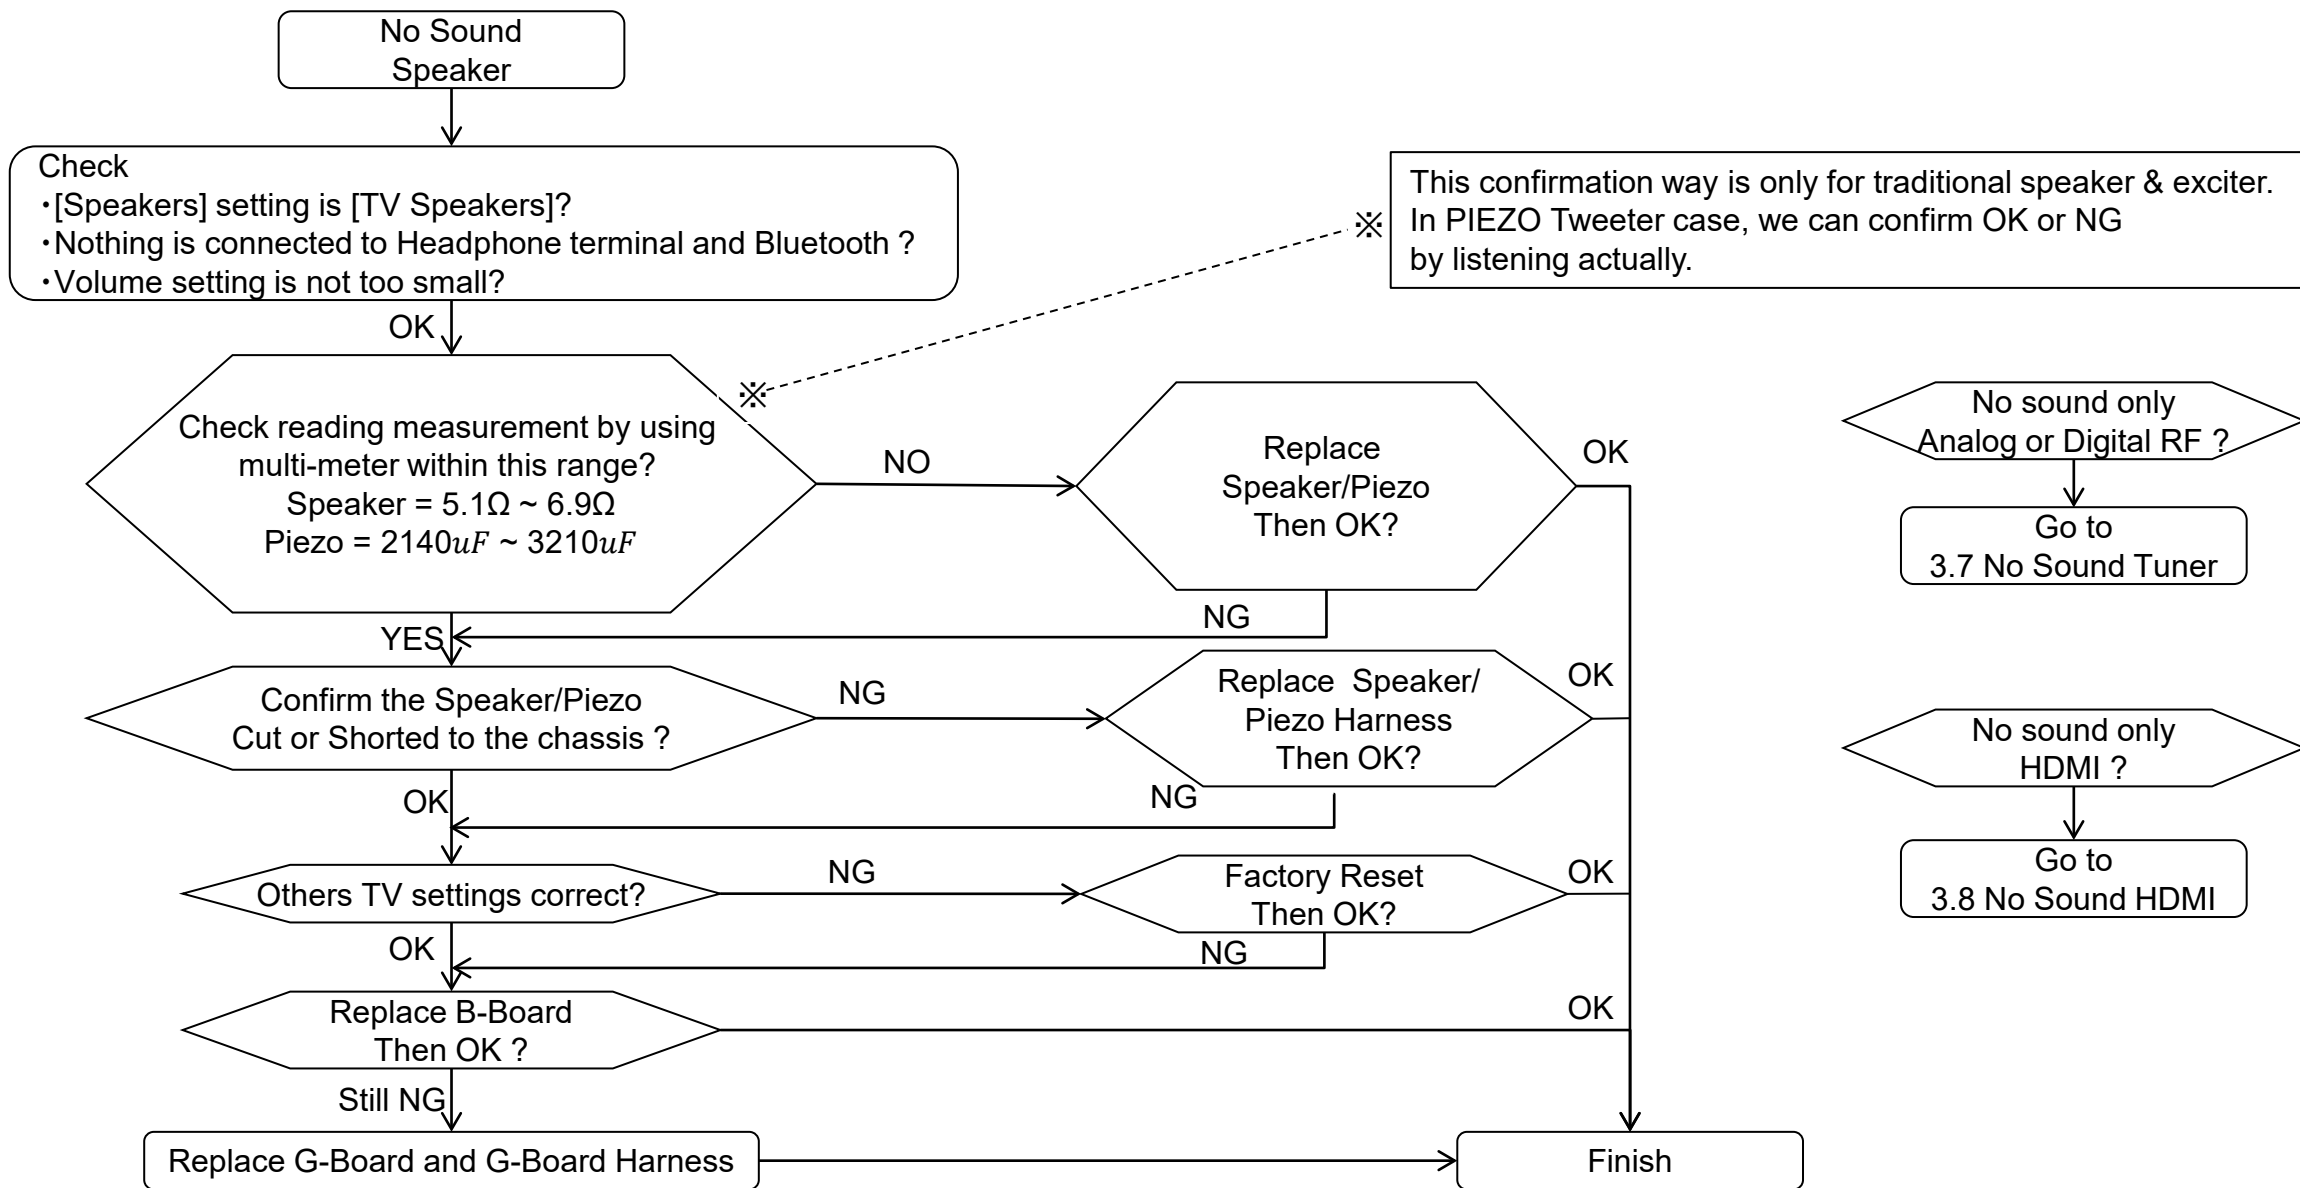 No Sound
Speaker
Check
・[Speakers] setting is [TV Speakers]?
・Nothing is connected to Headphone terminal and Bluetooth ?
・Volume setting is not too small?
※
This confirmation way is only for traditional speaker & exciter.
In PIEZO Tweeter case, we can confirm OK or NG
by listening actually.
OK
※
Check reading measurement by using
multi-meter within this range?
Speaker = 5.1Ω ~ 6.9Ω
Piezo = 2140uF ~ 3210uF
NO
Replace
Speaker/Piezo
Then OK?
OK
NG
YES
Confirm the Speaker/Piezo
Cut or Shorted to the chassis ?
NG
Replace  Speaker/
Piezo Harness
Then OK?
OK
NG
OK
Others TV settings correct?
NG
Factory Reset
Then OK?
OK
NG
OK
Replace B-Board
Then OK ?
OK
Still NG
Replace G-Board and G-Board Harness
Finish
No sound only
Analog or Digital RF ?
Go to
3.7 No Sound Tuner
No sound only
HDMI ?
Go to
3.8 No Sound HDMI